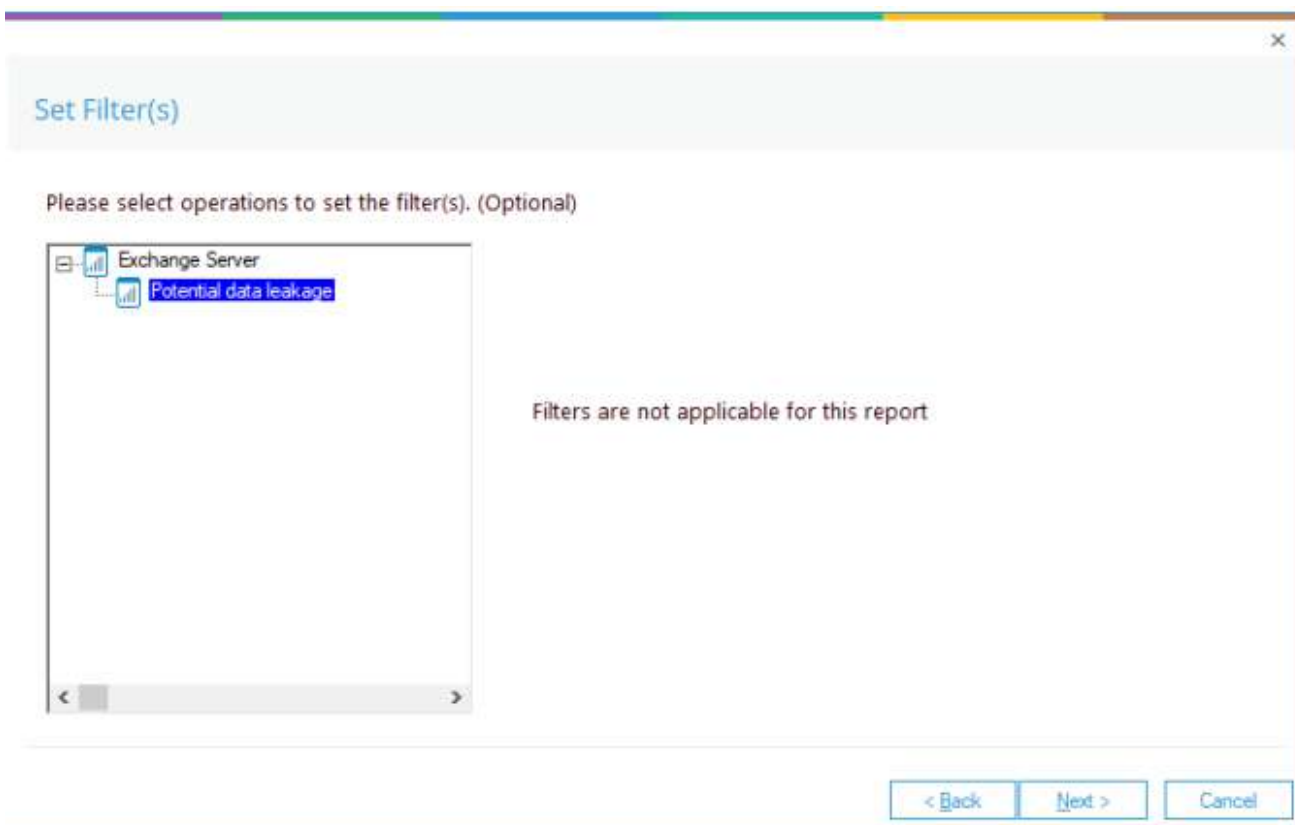 Set Filter(s)
Please select operations to set the filter(s). (Optional)
Exchange Server
Potential data leakage
Filters are not applicable for this report
< Back
Next >
Cancel